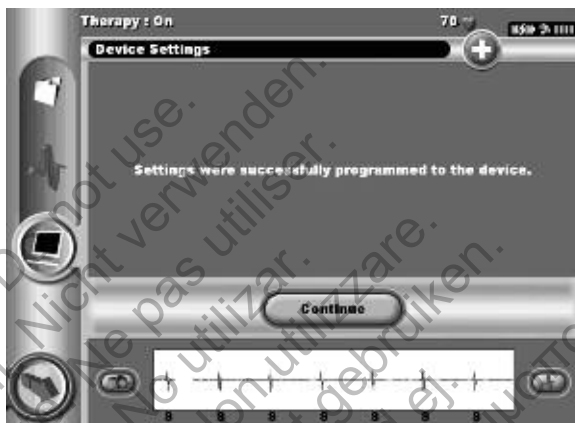 Therapy : On 70
Device Settings
Settings were successfully programmed to the device.
Continue
S S S S S S S
Do not use.
Nicht verwenden.
Ne pas utiliser.
No utilizar.
Non utilizzare.
Niet gebruiken.
ej.